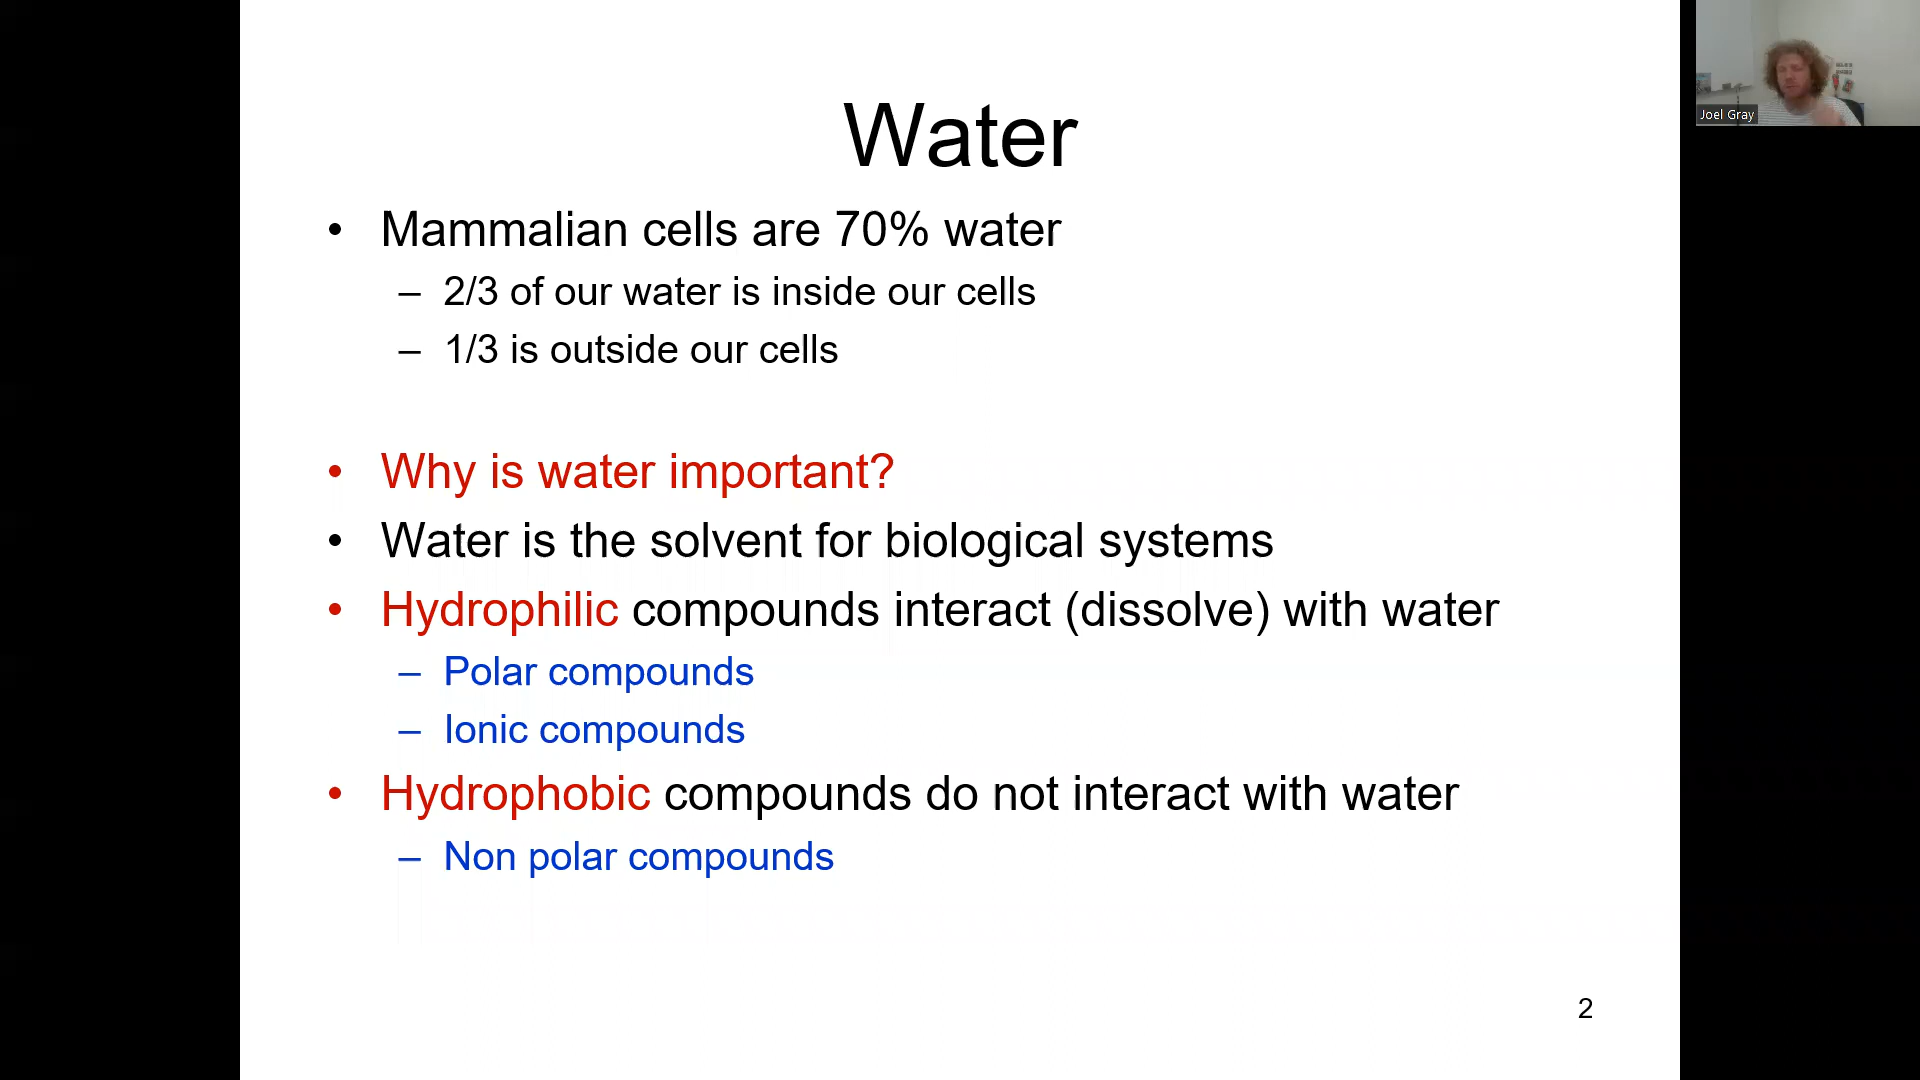 Water
• Mammalian cells are 70% water
– 2/3 of our water is inside our cells
– 1/3 is outside our cells
• Why is water important?
• Water is the solvent for biological systems
• Hydrophilic compounds interact (dissolve) with water
– Polar compounds
– Ionic compounds
• Hydrophobic compounds do not interact with water
– Non polar compounds
2
Joel Gray